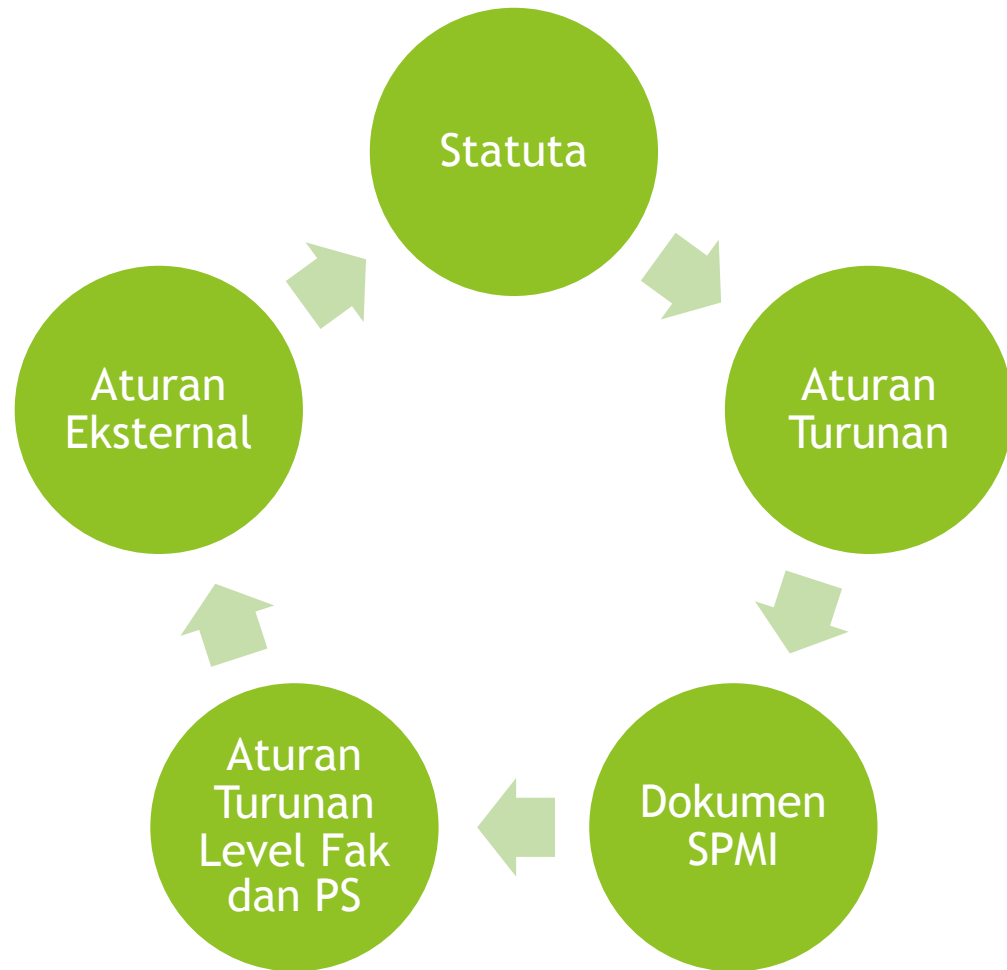 Statuta
Aturan
Turunan
Dokumen
SPMI
Aturan
Turunan
Level Fak
dan PS
Aturan
Eksternal